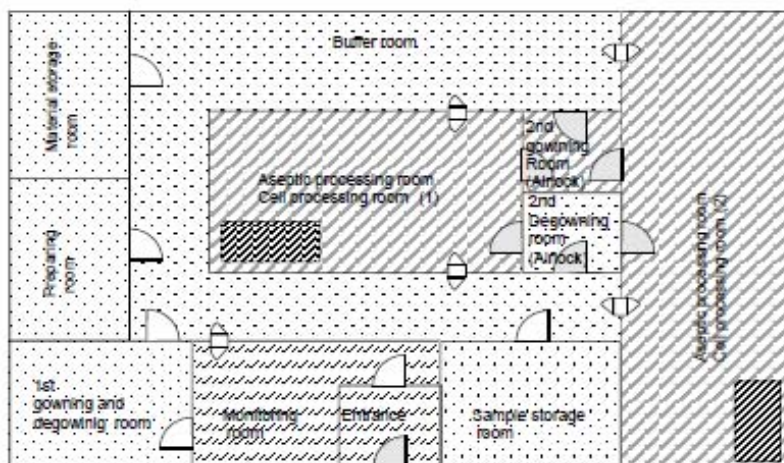 Buffer room
Material storage
room
2nd
gowning
Room
(Airlock)
Aseptic processing room
Cell processing room (1)
2nd
Degowning
room
(Airlock)
Preparing
room
Aseptic processing room
Cell processing room (2)
1st
gowning and
degowinig room
Monitoring
room
Entrance
Sample storage
room